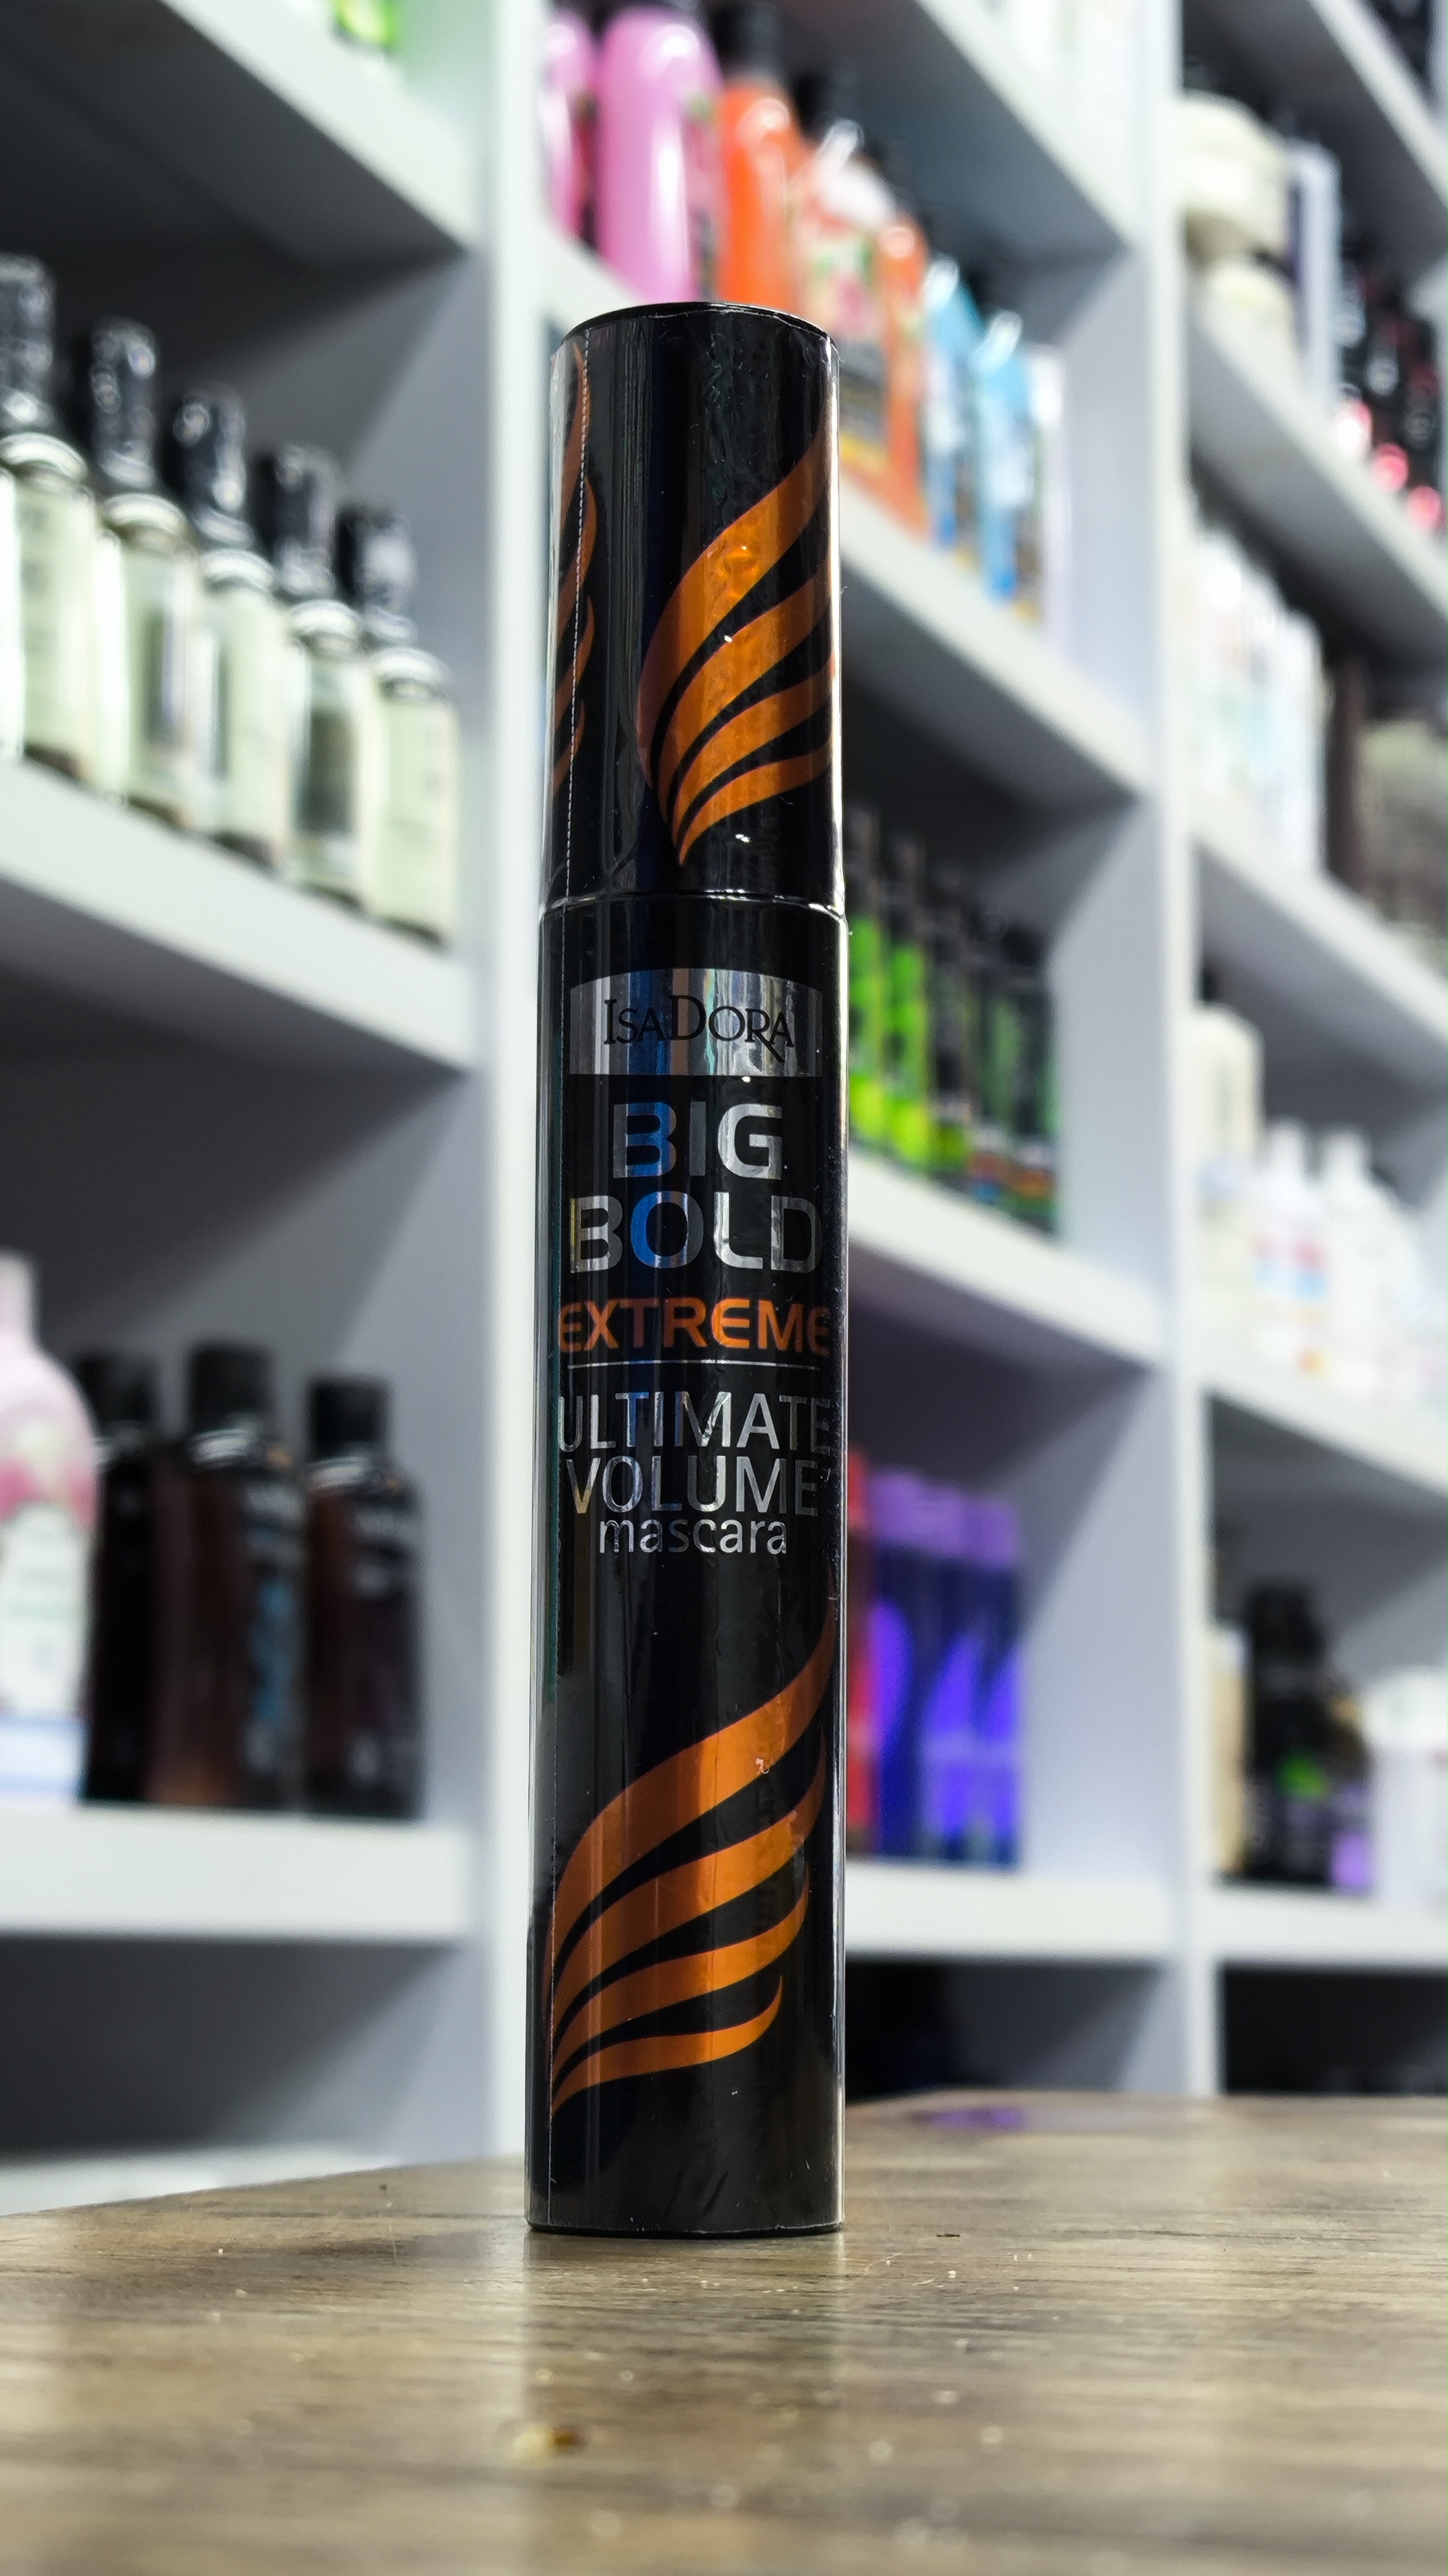 ISADORA
BIG
BOLD
EXTREME
ULTIMATE
VOLUME
mascara